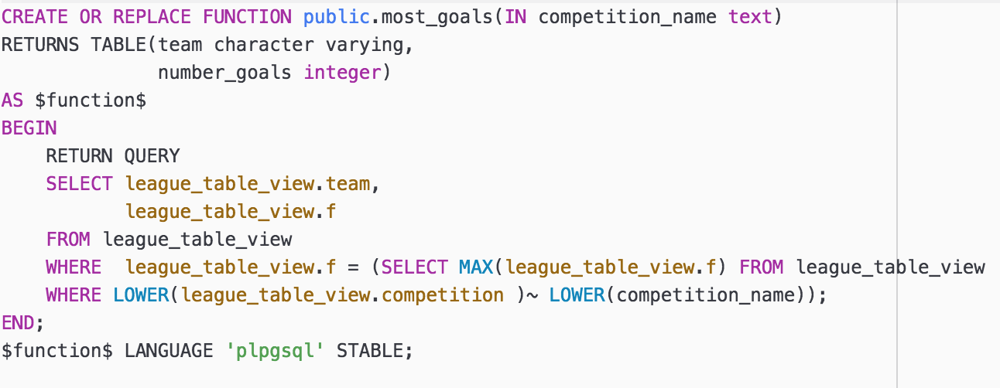 CREATE OR REPLACE FUNCTION public.most_goals(IN competition_name text)
RETURNS TABLE(team character varying,
              number_goals integer)
AS $function$
BEGIN
    RETURN QUERY
    SELECT league_table_view.team,
           league_table_view.f
    FROM league_table_view
    WHERE  league_table_view.f = (SELECT MAX(league_table_view.f) FROM league_table_view
    WHERE LOWER(league_table_view.competition )~ LOWER(competition_name));
END;
$function$ LANGUAGE 'plpgsql' STABLE;